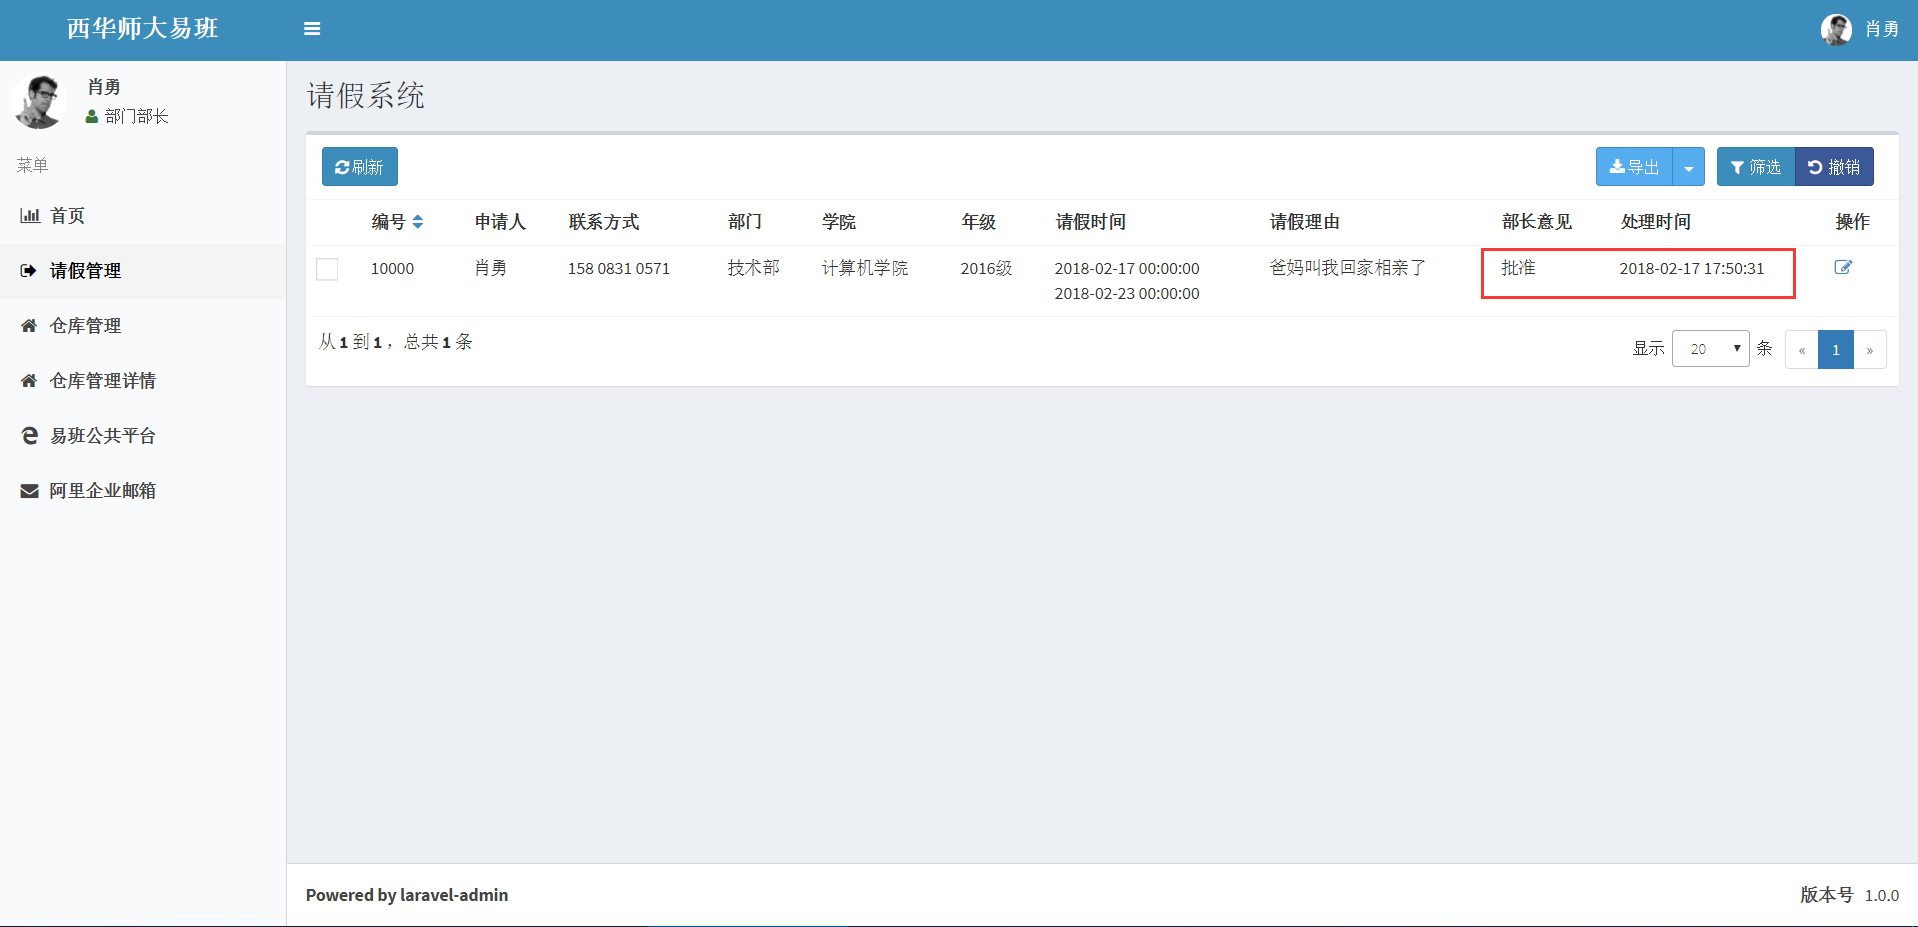 西华师大易班
肖勇
肖勇
部门部长
菜单
首页
请假管理
仓库管理
仓库管理详情
易班公共平台
阿里企业邮箱
请假系统
刷新 导出 筛选 撤销
编号 申请人 联系方式 部门 学院 年级 请假时间 请假理由 部长意见 处理时间 操作
10000 肖勇 158 0831 0571 技术部 计算机学院 2016级 2018-02-17 00:00:00 爸妈叫我回家相亲了 批准 2018-02-17 17:50:31
2018-02-23 00:00:00
从 1 到 1 ，总共 1 条 显示 20 条 « 1 »
Powered by laravel-admin 版本号 1.0.0